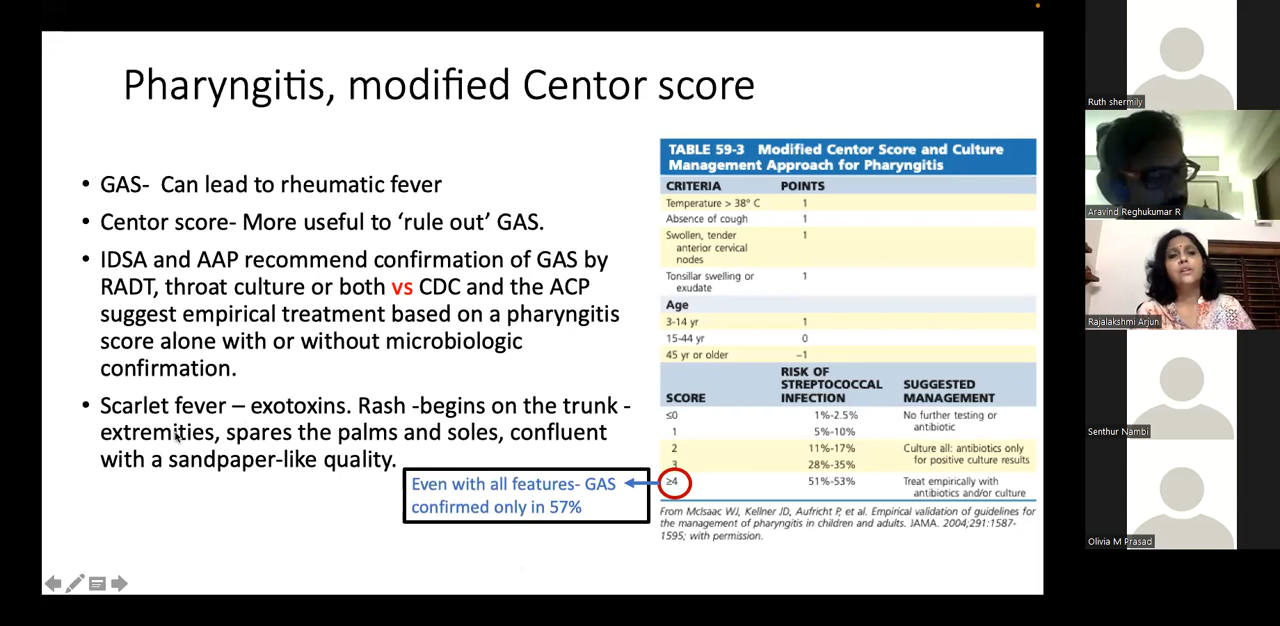 Pharyngitis, modified Centor score
• GAS-  Can lead to rheumatic fever
• Centor score- More useful to ‘rule out’ GAS.
• IDSA and AAP recommend confirmation of GAS by
RADT, throat culture or both vs CDC and the ACP
suggest empirical treatment based on a pharyngitis
score alone with or without microbiologic
confirmation.
• Scarlet fever – exotoxins. Rash -begins on the trunk -
extremities, spares the palms and soles, confluent
with a sandpaper-like quality.
Even with all features- GAS
confirmed only in 57%
TABLE 59-3 Modified Centor Score and Culture
Management Approach for Pharyngitis
CRITERIA POINTS
Temperature > 38° C 1
Absence of cough 1
Swollen, tender 1
anterior cervical
nodes
Tonsillar swelling or 1
exudate
Age
3-14 yr 1
15-44 yr 0
45 yr or older −1
RISK OF
STREPTOCOCCAL SUGGESTED
SCORE INFECTION MANAGEMENT
≤0 1%-2.5% No further testing or
1 5%-10% antibiotic
2 11%-17% Culture all: antibiotics only
3 28%-35% for positive culture results
≥4 51%-53% Treat empirically with
antibiotics and/or culture
From McIsaac WJ, Kellner JD, Aufricht P, et al. Empirical validation of guidelines for
the management of pharyngitis in children and adults. JAMA. 2004;291:1587-
1595; with permission.
Ruth shermily
Aravind Reghukumar R
Rajalakshmi Arjun
Senthur Nambi
Olivia M Prasad